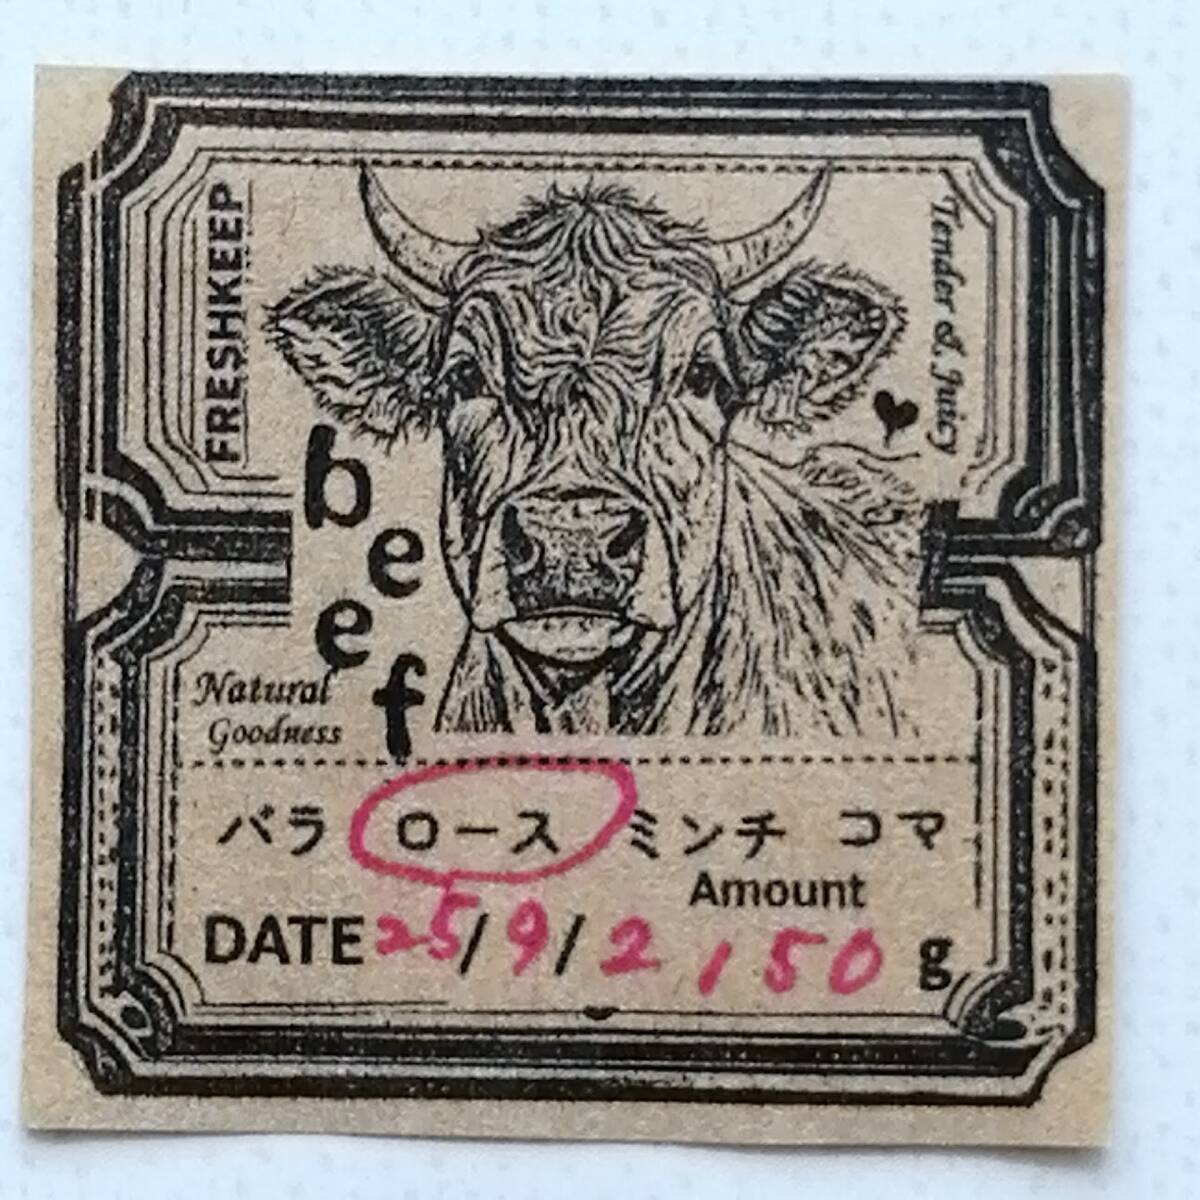 FRESHKEEP
Tender & Juicy
beef
Natural
Goodness
バラ ロース ミンチ コマ
Amount
DATE 25/9/2 150 g